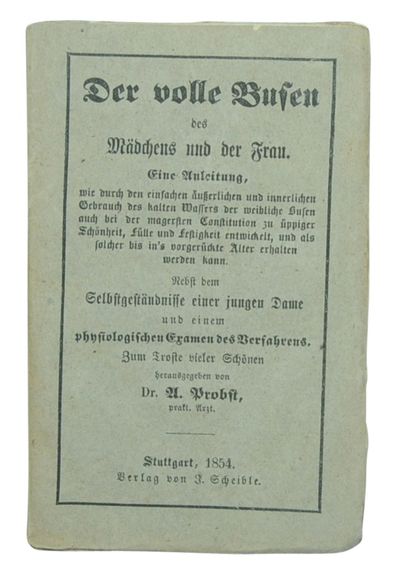 Der volle Busen
des
Mädchens und der Frau.
Eine Anleitung,
wie durch den einfachen äußerlichen und innerlichen
Gebrauch des kalten Wassers der weibliche Busen
auch bei der magersten Constitution zu üppiger
Schönheit, Fülle und Festigkeit entwickelt, und als
solcher bis in's vorgerückte Alter erhalten
werden kann.
Nebst dem
Selbstgeständnisse einer jungen Dame
und einem
physiologischen Examen des Verfahrens.
Zum Troste vieler Schönen
herausgegeben von
Dr. A. Probst,
prakt. Arzt.
Stuttgart, 1854.
Verlag von J. Scheible.